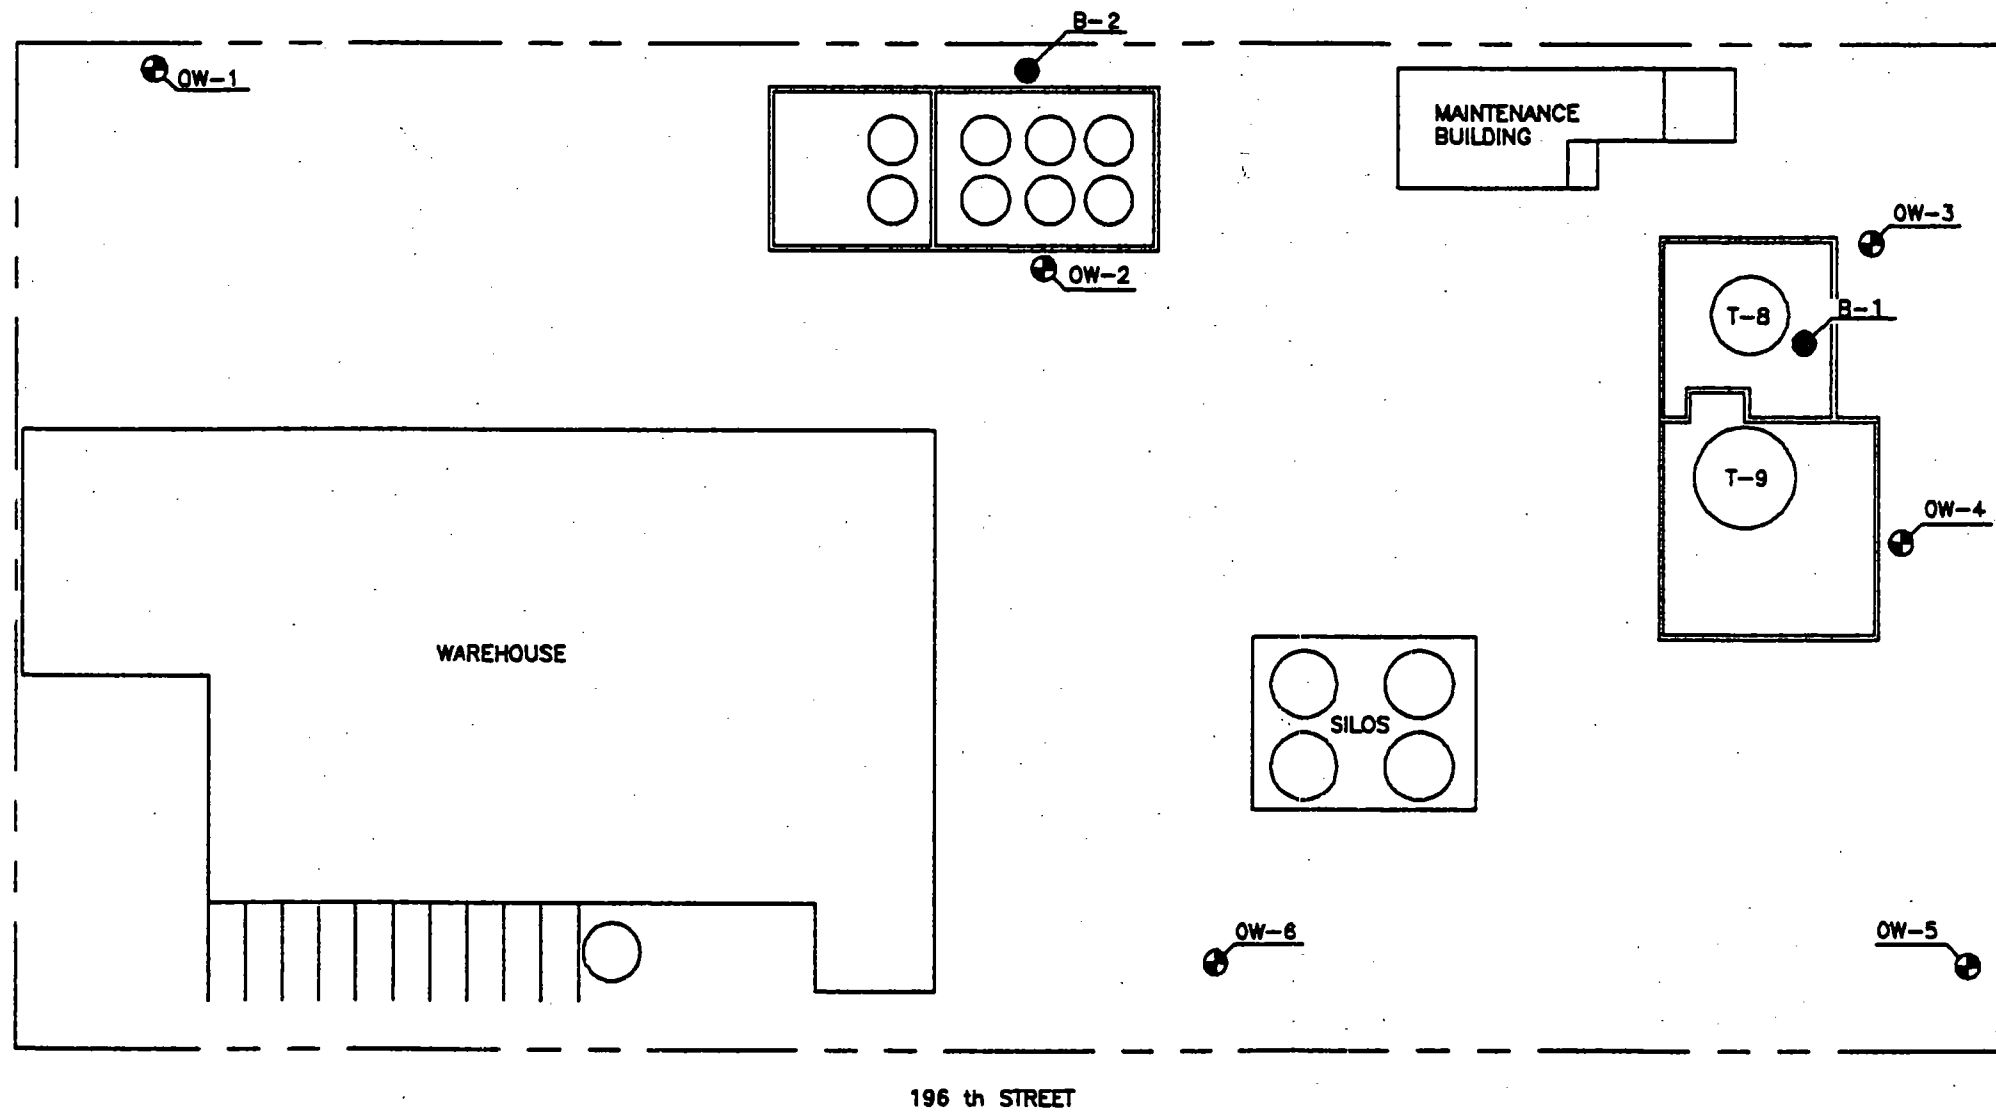 B-2
OW-1
MAINTENANCE
BUILDING
OW-3
OW-2
T-8
B-1
T-9
OW-4
WAREHOUSE
SILOS
OW-6
OW-5
196 th STREET